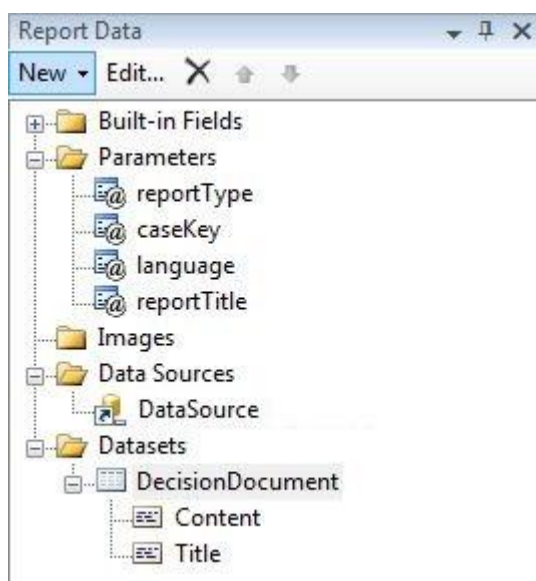 Report Data
New Edit...
Built-in Fields
Parameters
reportType
caseKey
language
reportTitle
Images
Data Sources
DataSource
Datasets
DecisionDocument
Content
Title